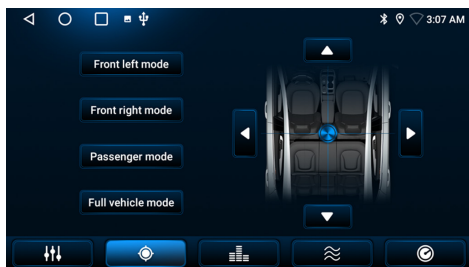 3:07 AM
Front left mode
Front right mode
Passenger mode
Full vehicle mode